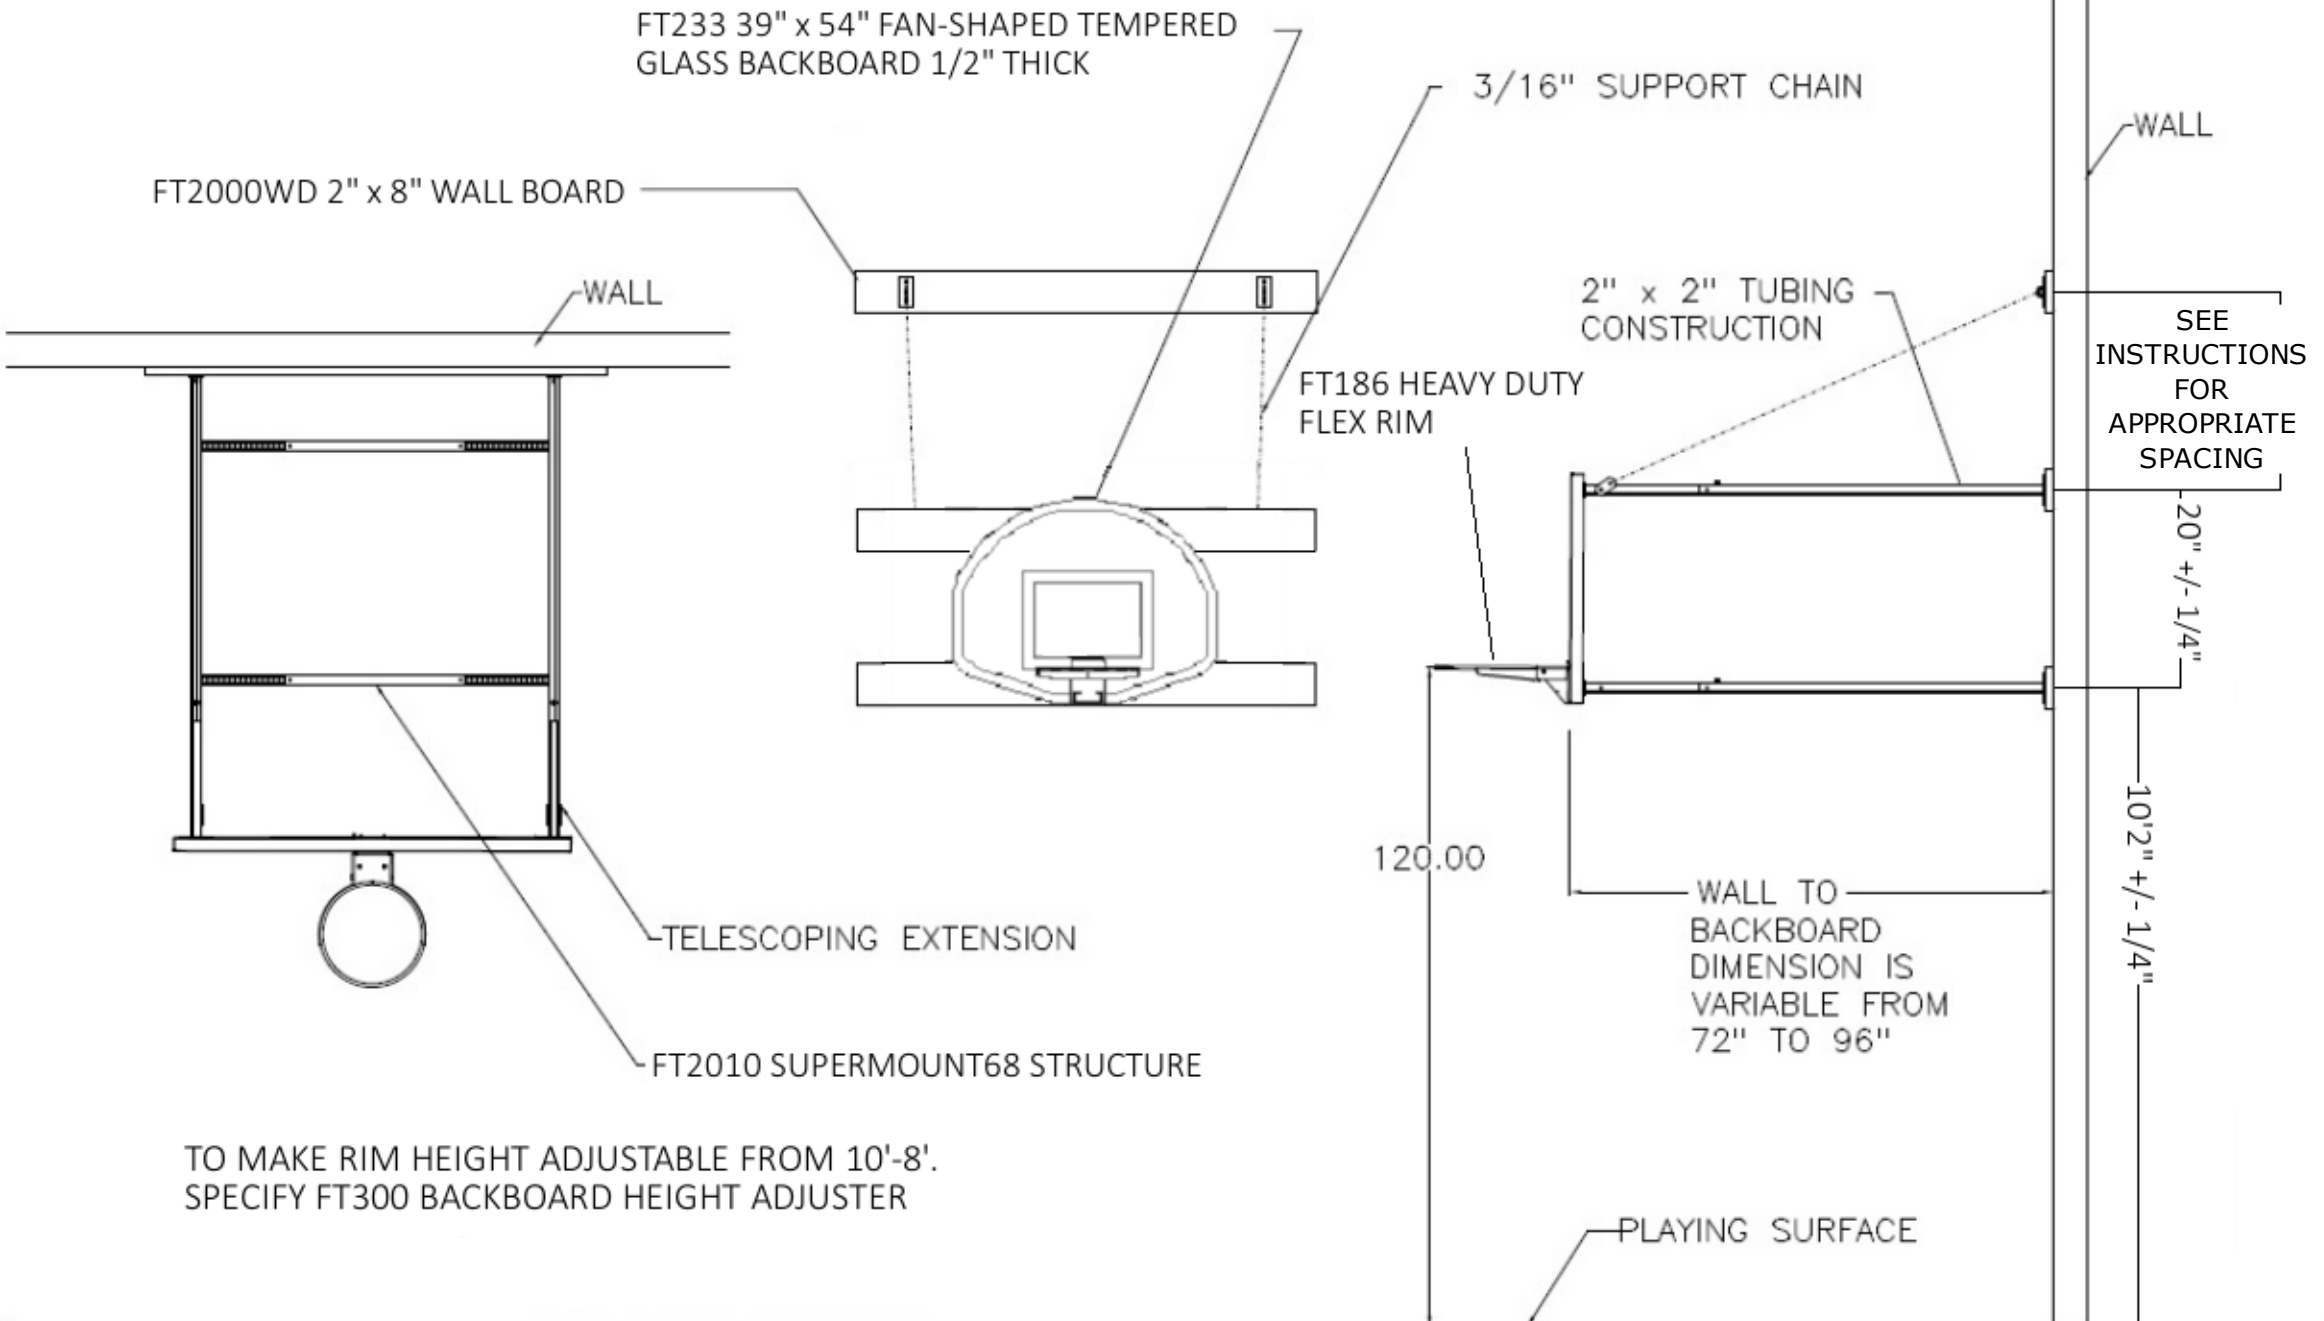 FT233 39" x 54" FAN-SHAPED TEMPERED
GLASS BACKBOARD 1/2" THICK
3/16" SUPPORT CHAIN
WALL
FT2000WD 2" x 8" WALL BOARD
WALL
2" x 2" TUBING
CONSTRUCTION
SEE
INSTRUCTIONS
FOR
APPROPRIATE
SPACING
FT186 HEAVY DUTY
FLEX RIM
20" +/- 1/4"
10'2" +/- 1/4"
120.00
WALL TO
BACKBOARD
DIMENSION IS
VARIABLE FROM
72" TO 96"
TELESCOPING EXTENSION
FT2010 SUPERMOUNT68 STRUCTURE
TO MAKE RIM HEIGHT ADJUSTABLE FROM 10'-8'.
SPECIFY FT300 BACKBOARD HEIGHT ADJUSTER
PLAYING SURFACE